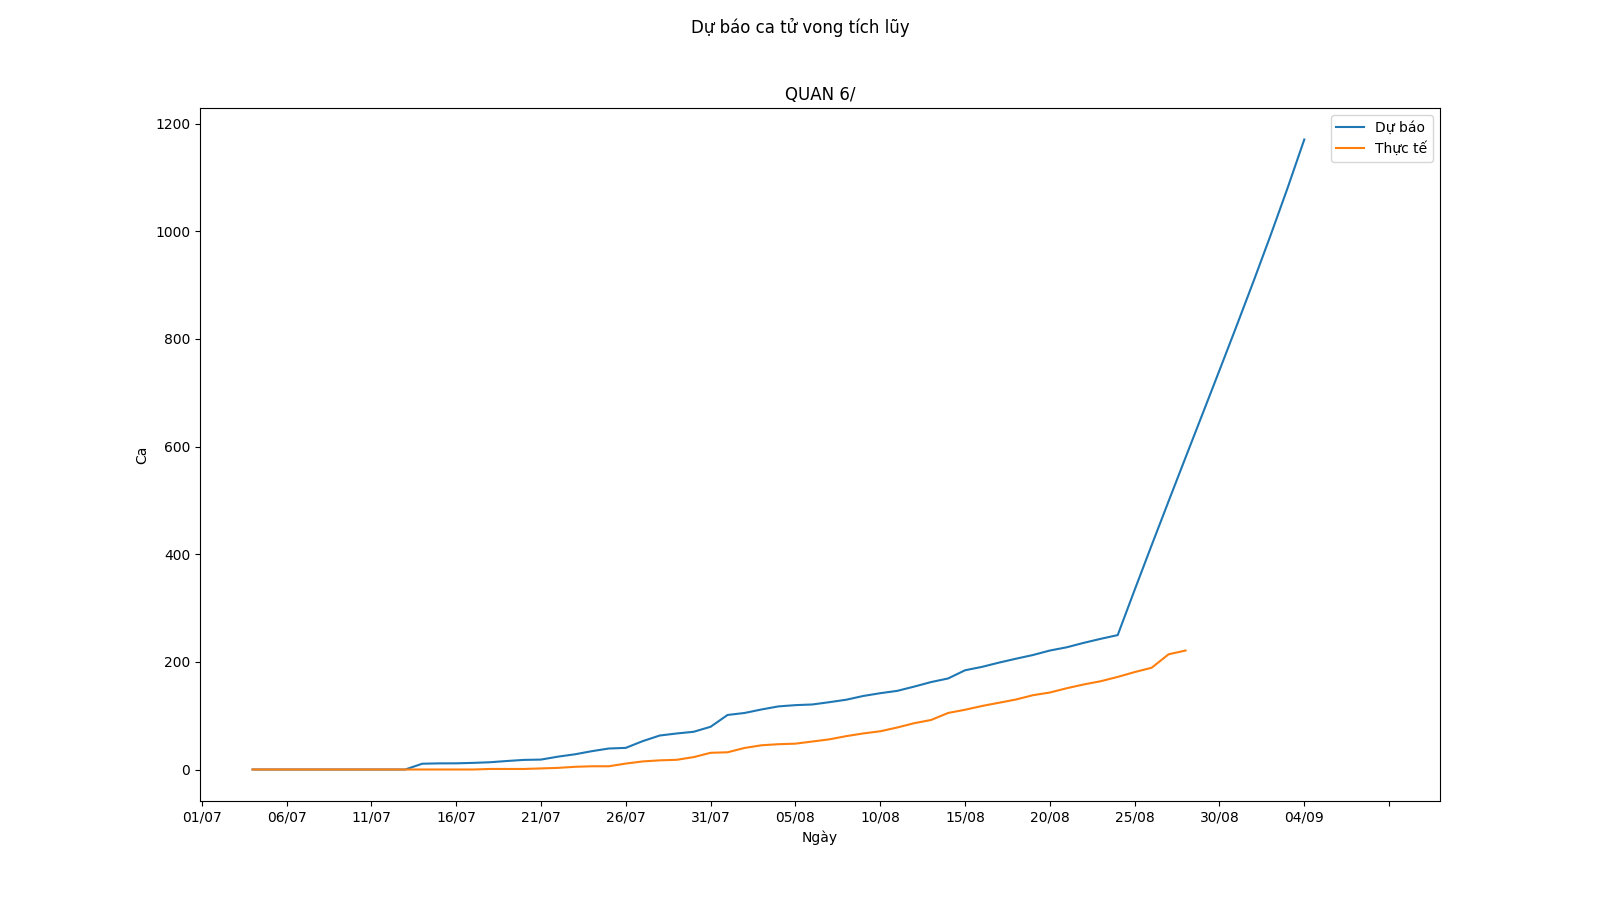 Dự báo ca tử vong tích lũy
QUAN 6/
Dự báo
Thực tế
1200
1000
800
600
400
200
0
Ca
01/07 06/07 11/07 16/07 21/07 26/07 31/07 05/08 10/08 15/08 20/08 25/08 30/08 04/09
Ngày